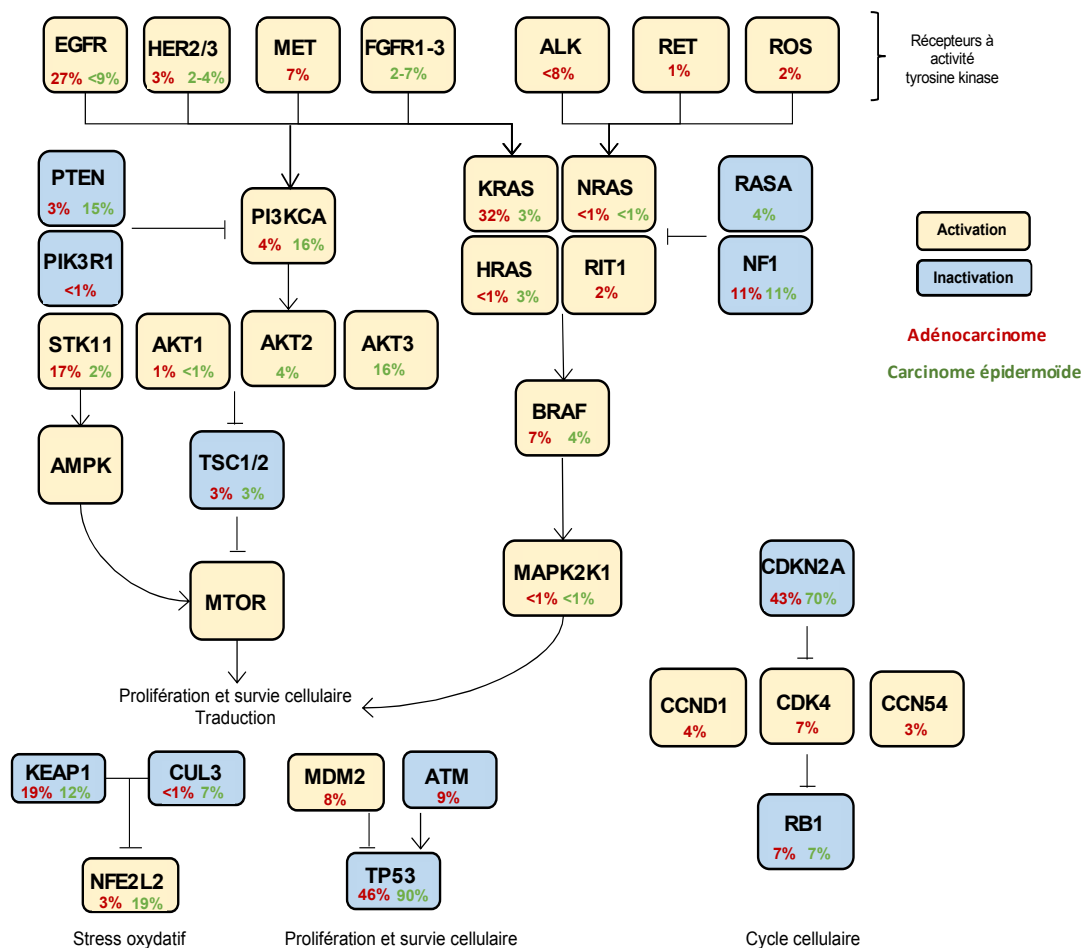 EGFR
27% <9%
HER2/3
3% 2-4%
MET
7%
FGFR1-3
2-7%
ALK
<8%
RET
1%
ROS
2%
Récepteurs à
activité
tyrosine kinase
PTEN
3% 15%
PIK3R1
<1%
PI3KCA
4% 16%
KRAS
32% 3%
NRAS
<1% <1%
HRAS
<1% 3%
RIT1
2%
RASA
4%
NF1
11% 11%
Activation
Inactivation
Adénocarcinome
Carcinome épidermoïde
STK11
17% 2%
AKT1
1% <1%
AKT2
4%
AKT3
16%
BRAF
7% 4%
AMPK
TSC1/2
3% 3%
MTOR
MAPK2K1
<1% <1%
CDKN2A
43% 70%
Prolifération et survie cellulaire
Traduction
CCND1
4%
CDK4
7%
CCN54
3%
KEAP1
19% 12%
CUL3
<1% 7%
MDM2
8%
ATM
9%
RB1
7% 7%
NFE2L2
3% 19%
TP53
46% 90%
Stress oxydatif
Prolifération et survie cellulaire
Cycle cellulaire